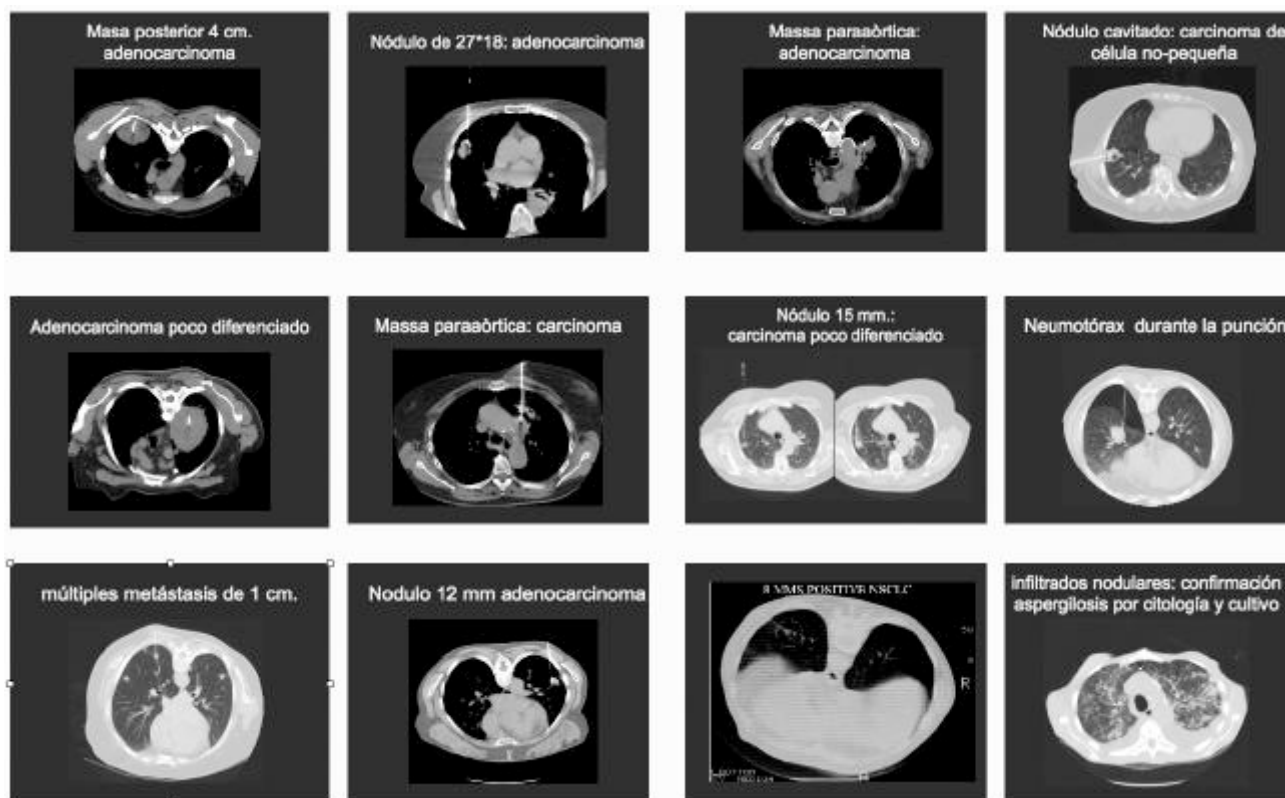 Masa posterior 4 cm.
adenocarcinoma
Nódulo de 27*18: adenocarcinoma
Massa paraaòrtica:
adenocarcinoma
Nódulo cavitado: carcinoma de
célula no-pequeña
Adenocarcinoma poco diferenciado
Massa paraaòrtica: carcinoma
Nódulo 15 mm.:
carcinoma poco diferenciado
Neumotórax durante la punción
múltiples metástasis de 1 cm.
Nodulo 12 mm adenocarcinoma
8 MMS POSITIVE NSCLC
R
infiltrados nodulares: confirmación
aspergilosis por citología y cultivo